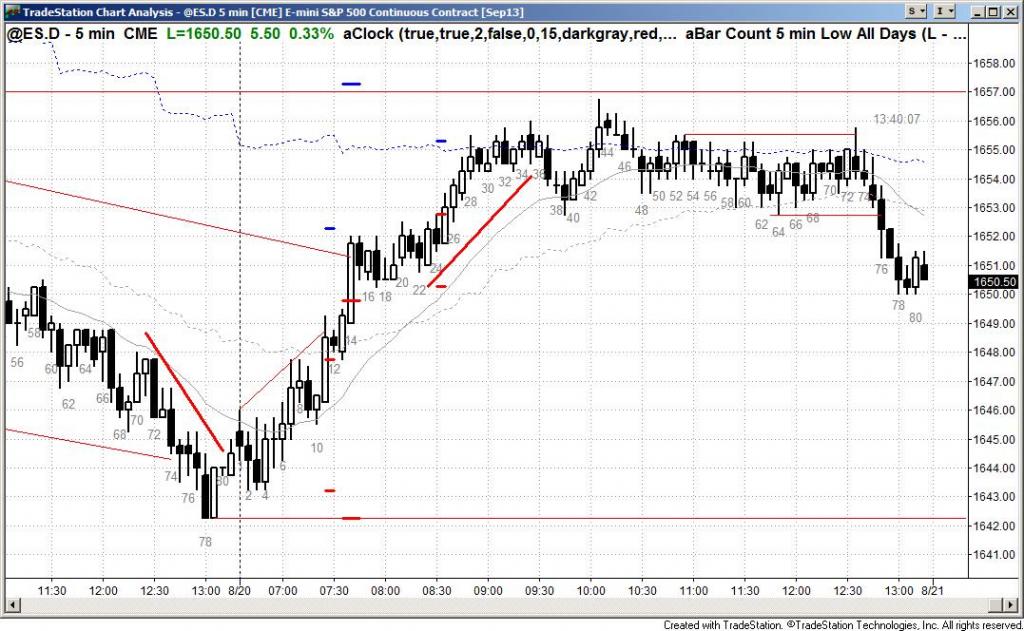 TradeStation Chart Analysis - @ES.D 5 min [CME] E-mini S&P 500 Continuous Contract [Sep13]
S I
@ES.D - 5 min CME L=1650.50 5.50 0.33% aClock (true,true,2,false,0,15,darkgray,red,... aBar Count 5 min Low All Days (L - ...
1658.00
1657.00
1656.00
1655.00
1654.00
1653.00
1652.00
1651.00
1650.50
1650.00
1649.00
1648.00
1647.00
1646.00
1645.00
1644.00
1643.00
1642.00
1641.00
13:40:07
56 58 60 62 64 66 68 70 72 74 76 78 80
2 4 6 8 10 12 14 16 18 20 22 24 26 28 30 32 34 36 38 40 42 44 46 48 50 52 54 56 58 60 62 64 66 68 70 72 74 76 78 80
11:30 12:00 12:30 13:00 8/20 07:00 07:30 08:00 08:30 09:00 09:30 10:00 10:30 11:00 11:30 12:00 12:30 13:00 8/21
Created with TradeStation. ©TradeStation Technologies, Inc. All rights reserved.